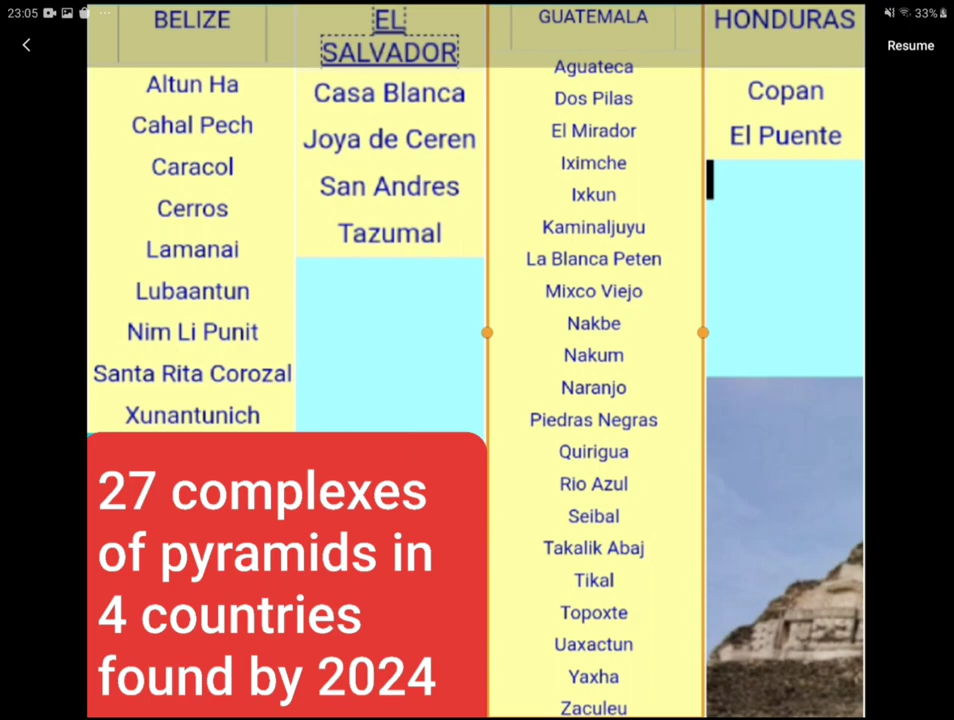 23:05
33%
Resume
BELIZE
Altun Ha
Cahal Pech
Caracol
Cerros
Lamanai
Lubaantun
Nim Li Punit
Santa Rita Corozal
Xunantunich
EL
SALVADOR
Casa Blanca
Joya de Ceren
San Andres
Tazumal
GUATEMALA
Aguateca
Dos Pilas
El Mirador
Iximche
Ixkun
Kaminaljuyu
La Blanca Peten
Mixco Viejo
Nakbe
Nakum
Naranjo
Piedras Negras
Quirigua
Rio Azul
Seibal
Takalik Abaj
Tikal
Topoxte
Uaxactun
Yaxha
Zaculeu
HONDURAS
Copan
El Puente
27 complexes
of pyramids in
4 countries
found by 2024